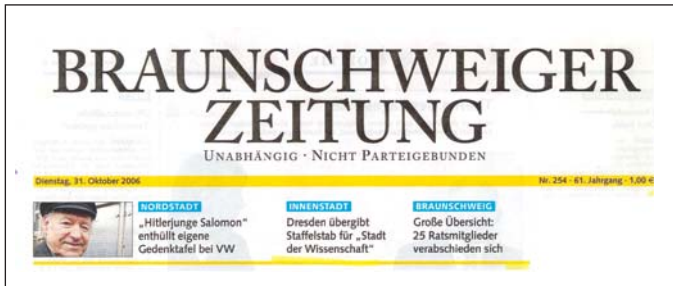 BRAUNSCHWEIGER
ZEITUNG
UNABHÄNGIG · NICHT PARTEIGEBUNDEN
Dienstag, 31. Oktober 2006
Nr. 254 - 61. Jahrgang - 1,00 €
NORDSTADT
„Hitlerjunge Salomon“
enthüllt eigene
Gedenktafel bei VW
INNENSTADT
Dresden übergibt
Staffelstab für „Stadt
der Wissenschaft“
BRAUNSCHWEIG
Große Übersicht:
25 Ratsmitglieder
verabschieden sich